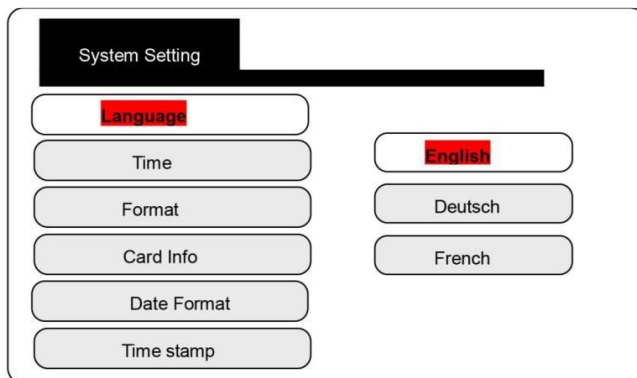 System Setting
Language
Time
Format
Card Info
Date Format
Time stamp
English
Deutsch
French